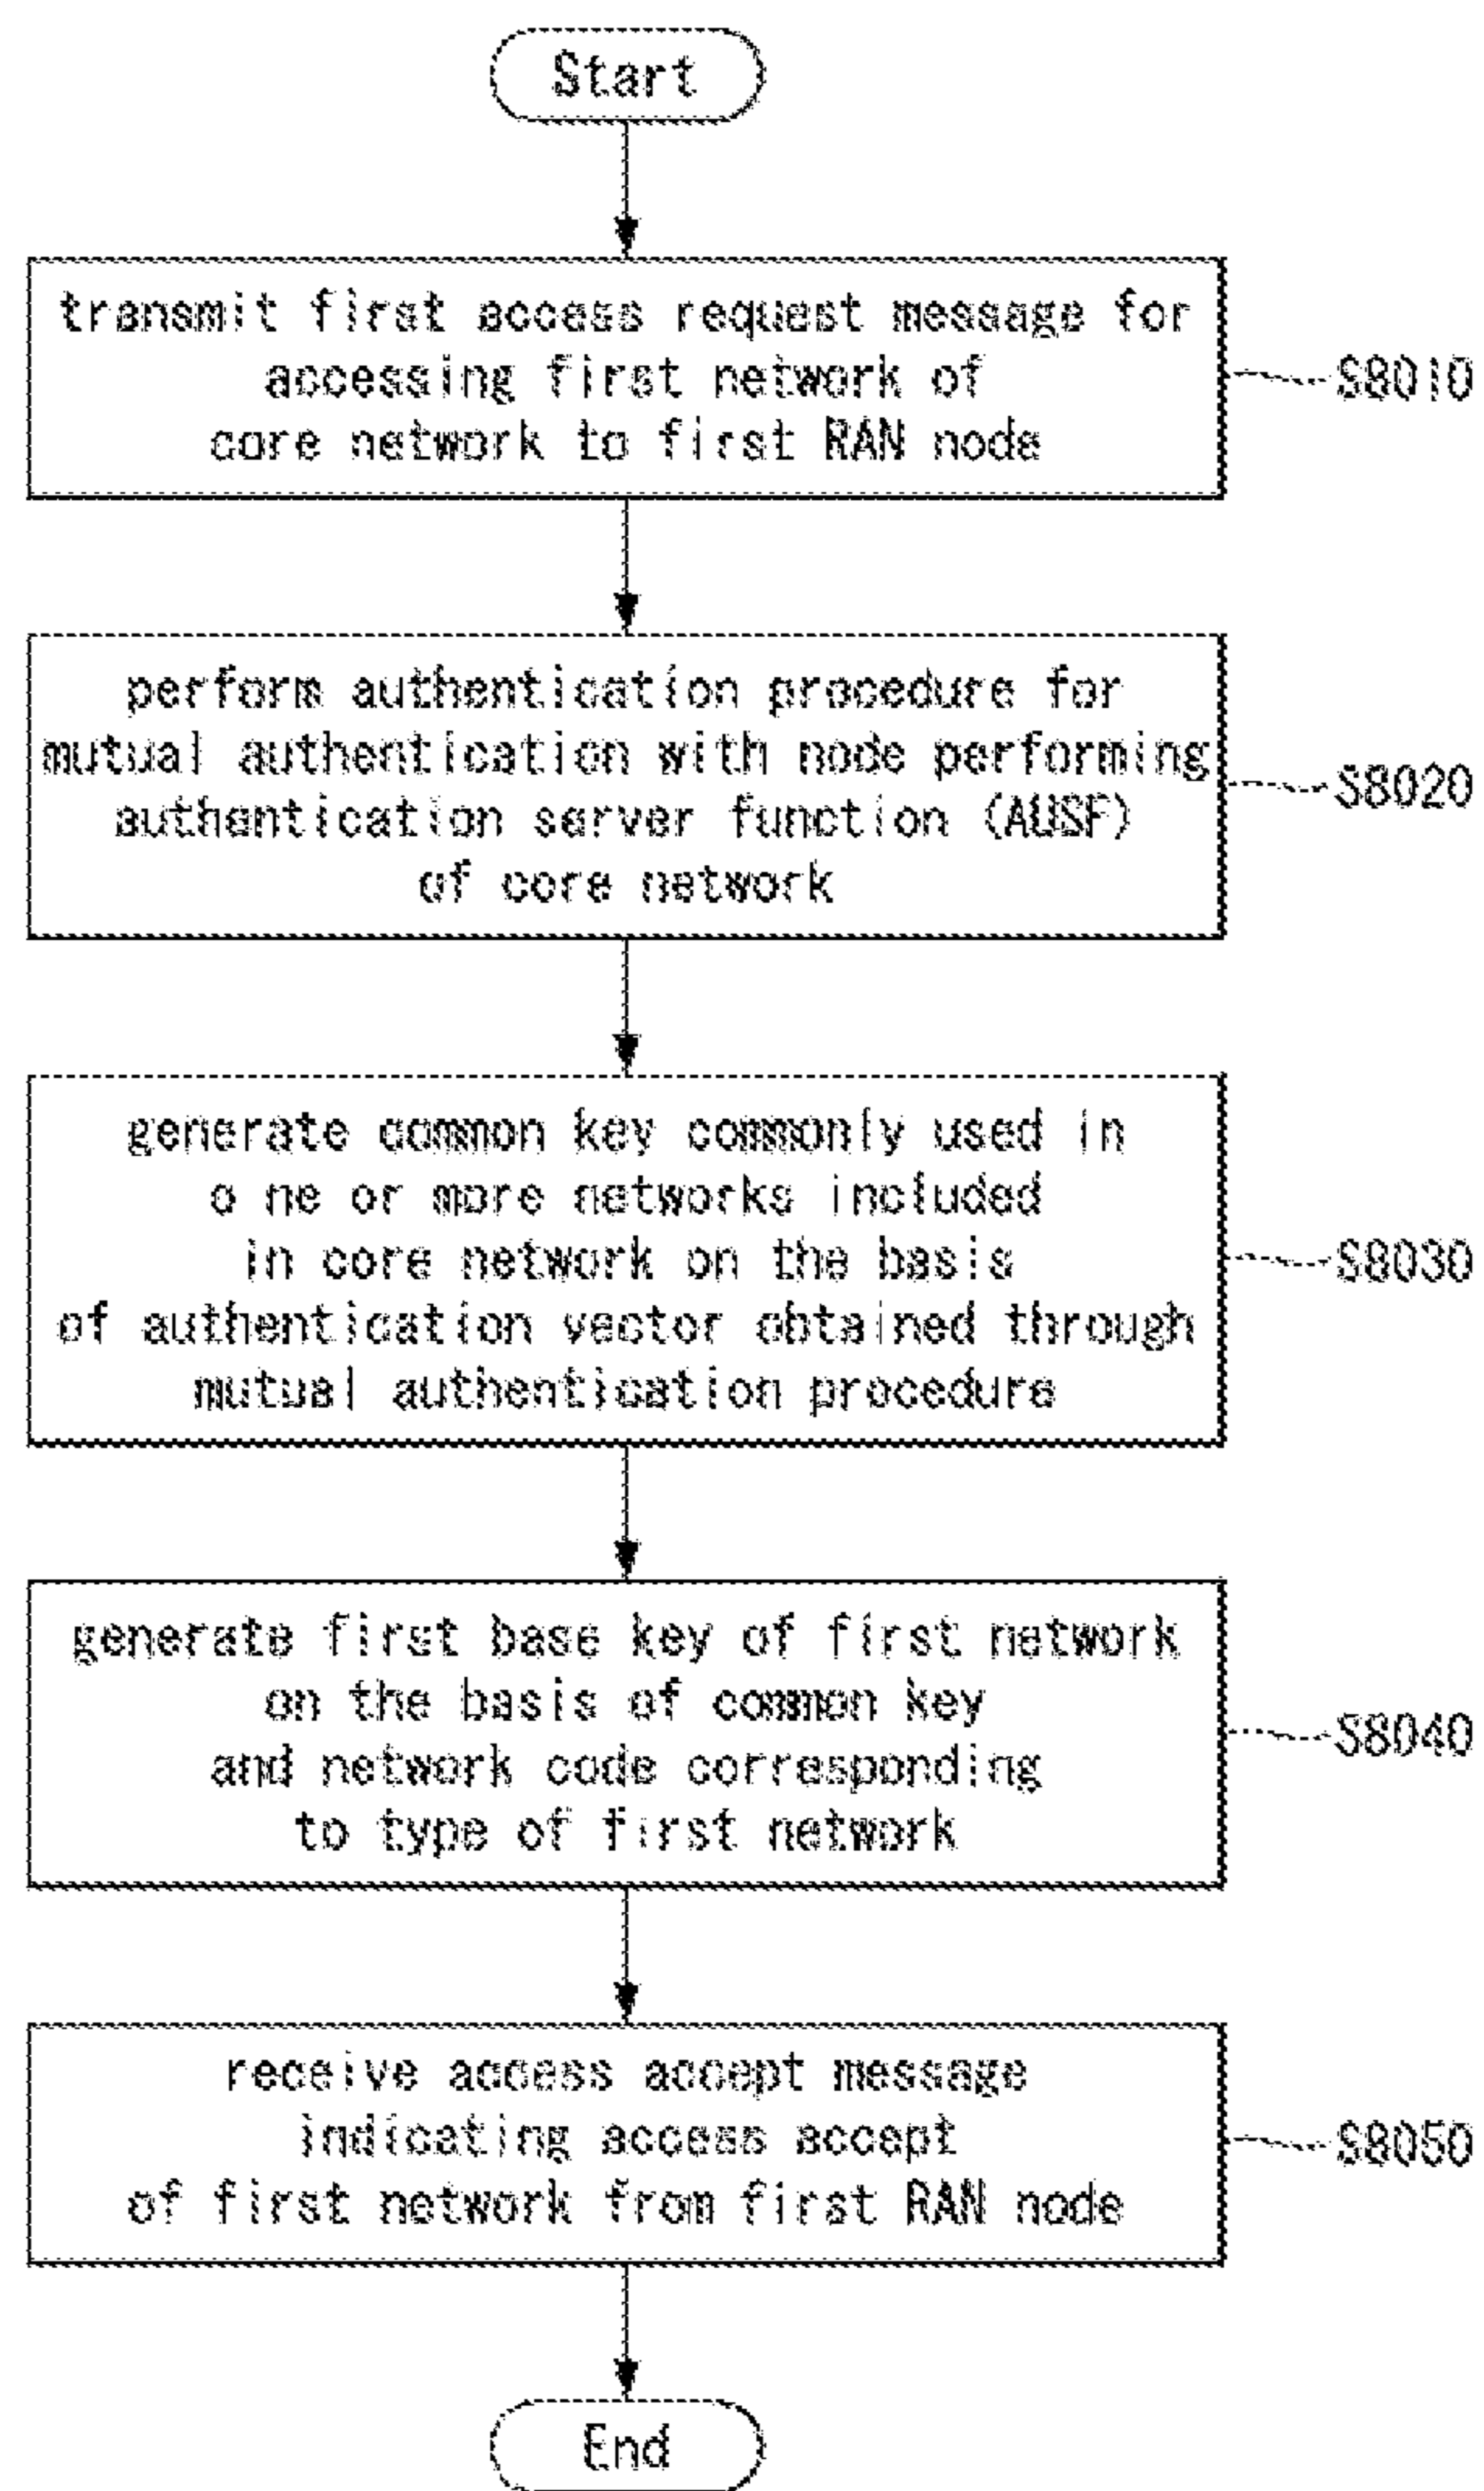 Start
transmit first access request message for
accessing first network of
core network to first RAN node
S8010
perform authentication procedure for
mutual authentication with node performing
authentication server function (AUSF)
of core network
S8020
generate common key commonly used in
o ne or more networks included
in core network on the basis
of authentication vector obtained through
mutual authentication procedure
S8030
generate first base key of first network
on the basis of common key
and network code corresponding
to type of first network
S8040
receive access accept message
indicating access accept
of first network from first RAN node
S8050
End